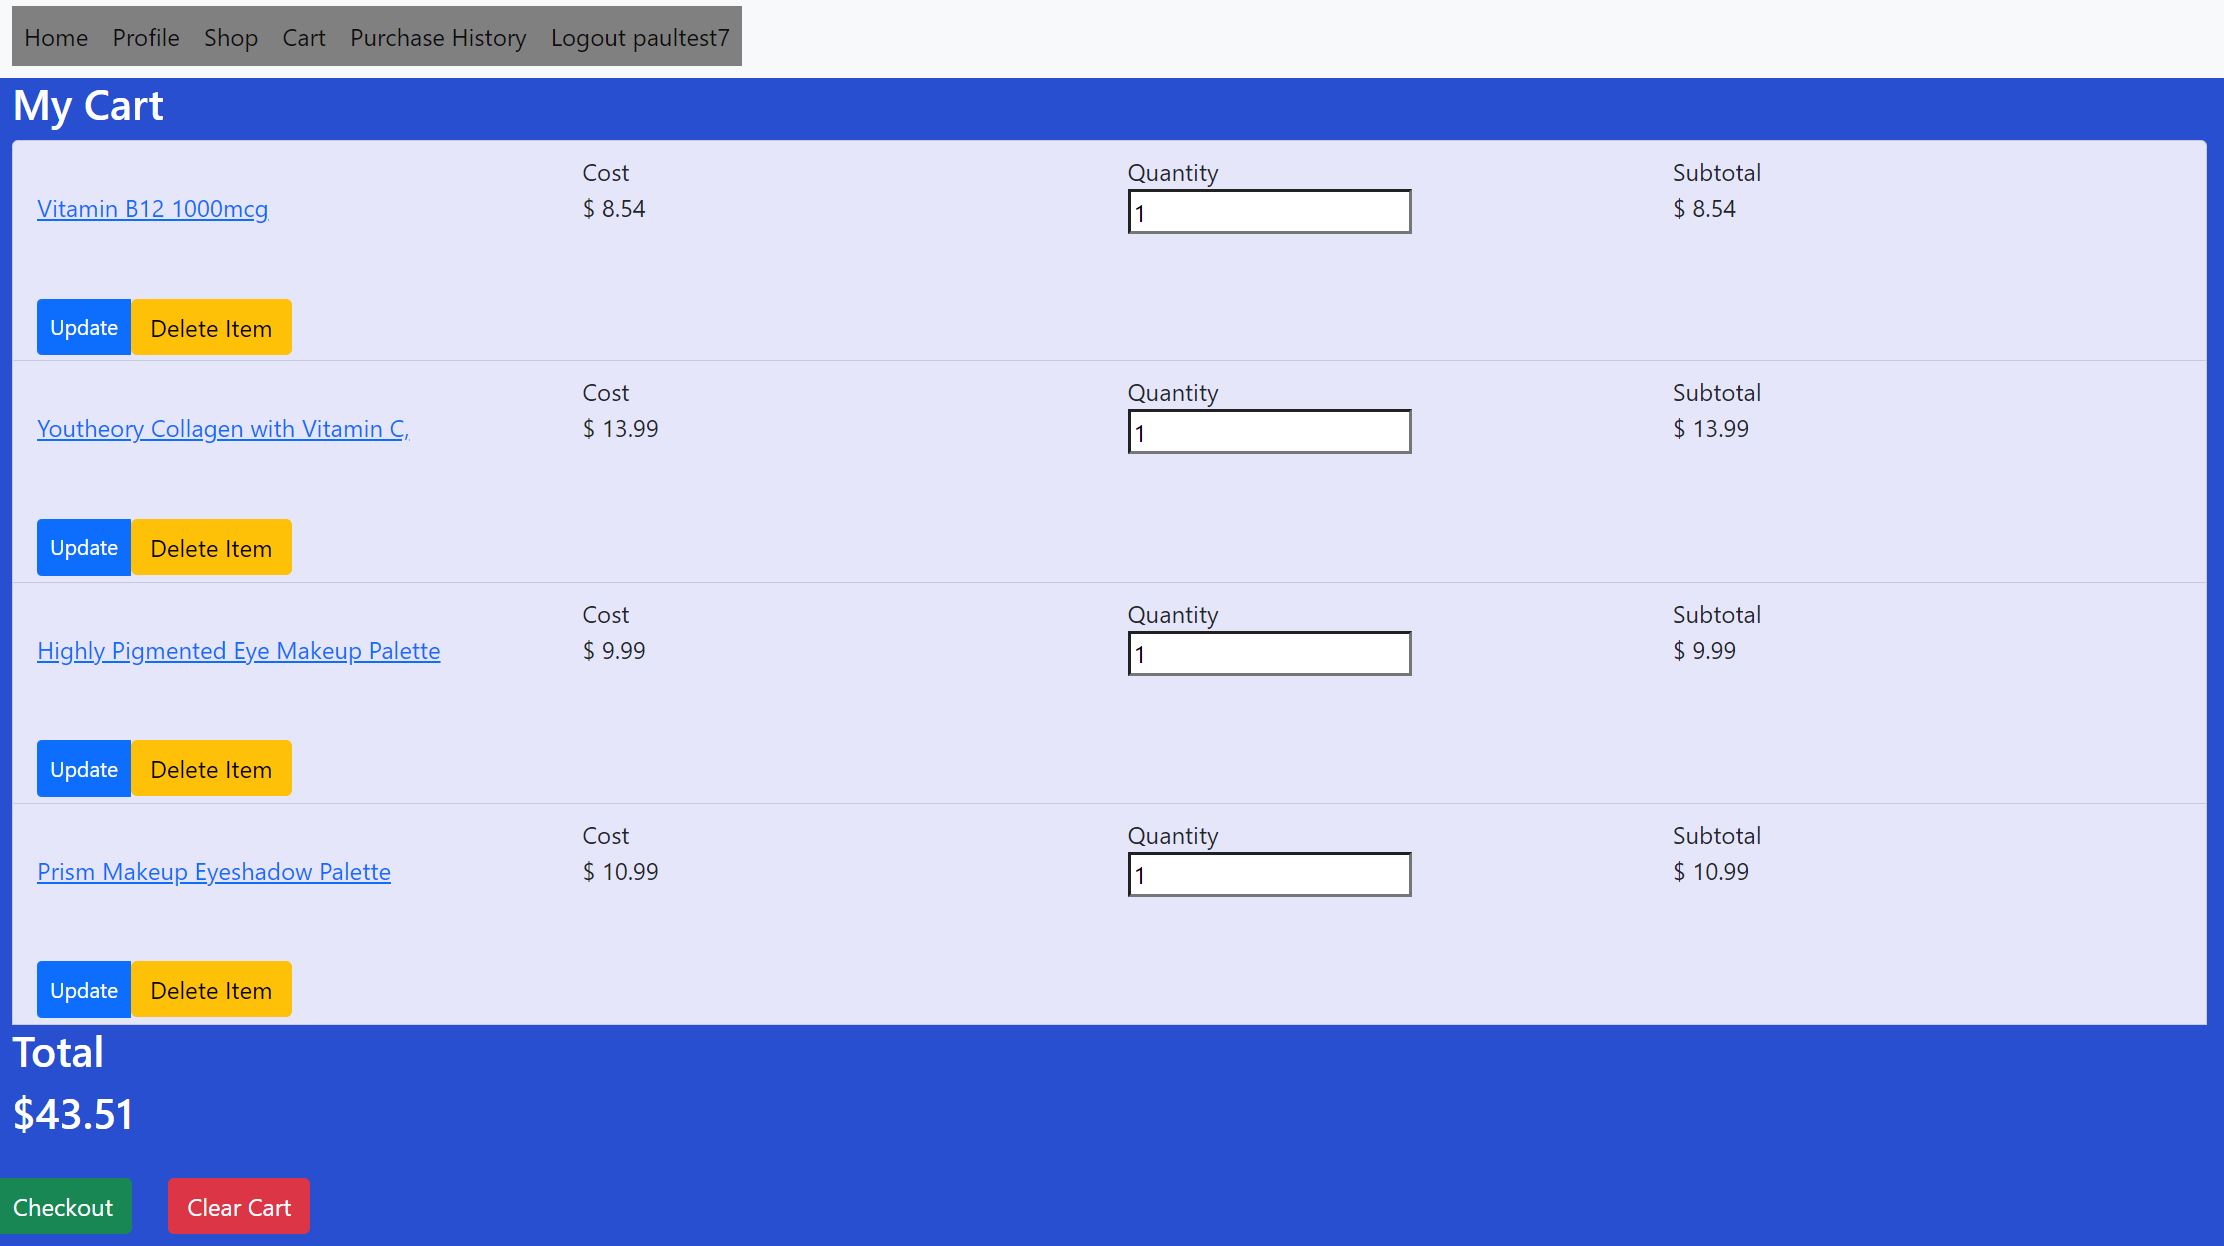 Home Profile Shop Cart Purchase History Logout paultest7
My Cart
Cost Quantity Subtotal
Vitamin B12 1000mcg $ 8.54 1 $ 8.54
Update Delete Item
Cost Quantity Subtotal
Youtheory Collagen with Vitamin C, $ 13.99 1 $ 13.99
Update Delete Item
Cost Quantity Subtotal
Highly Pigmented Eye Makeup Palette $ 9.99 1 $ 9.99
Update Delete Item
Cost Quantity Subtotal
Prism Makeup Eyeshadow Palette $ 10.99 1 $ 10.99
Update Delete Item
Total
$43.51
Checkout Clear Cart